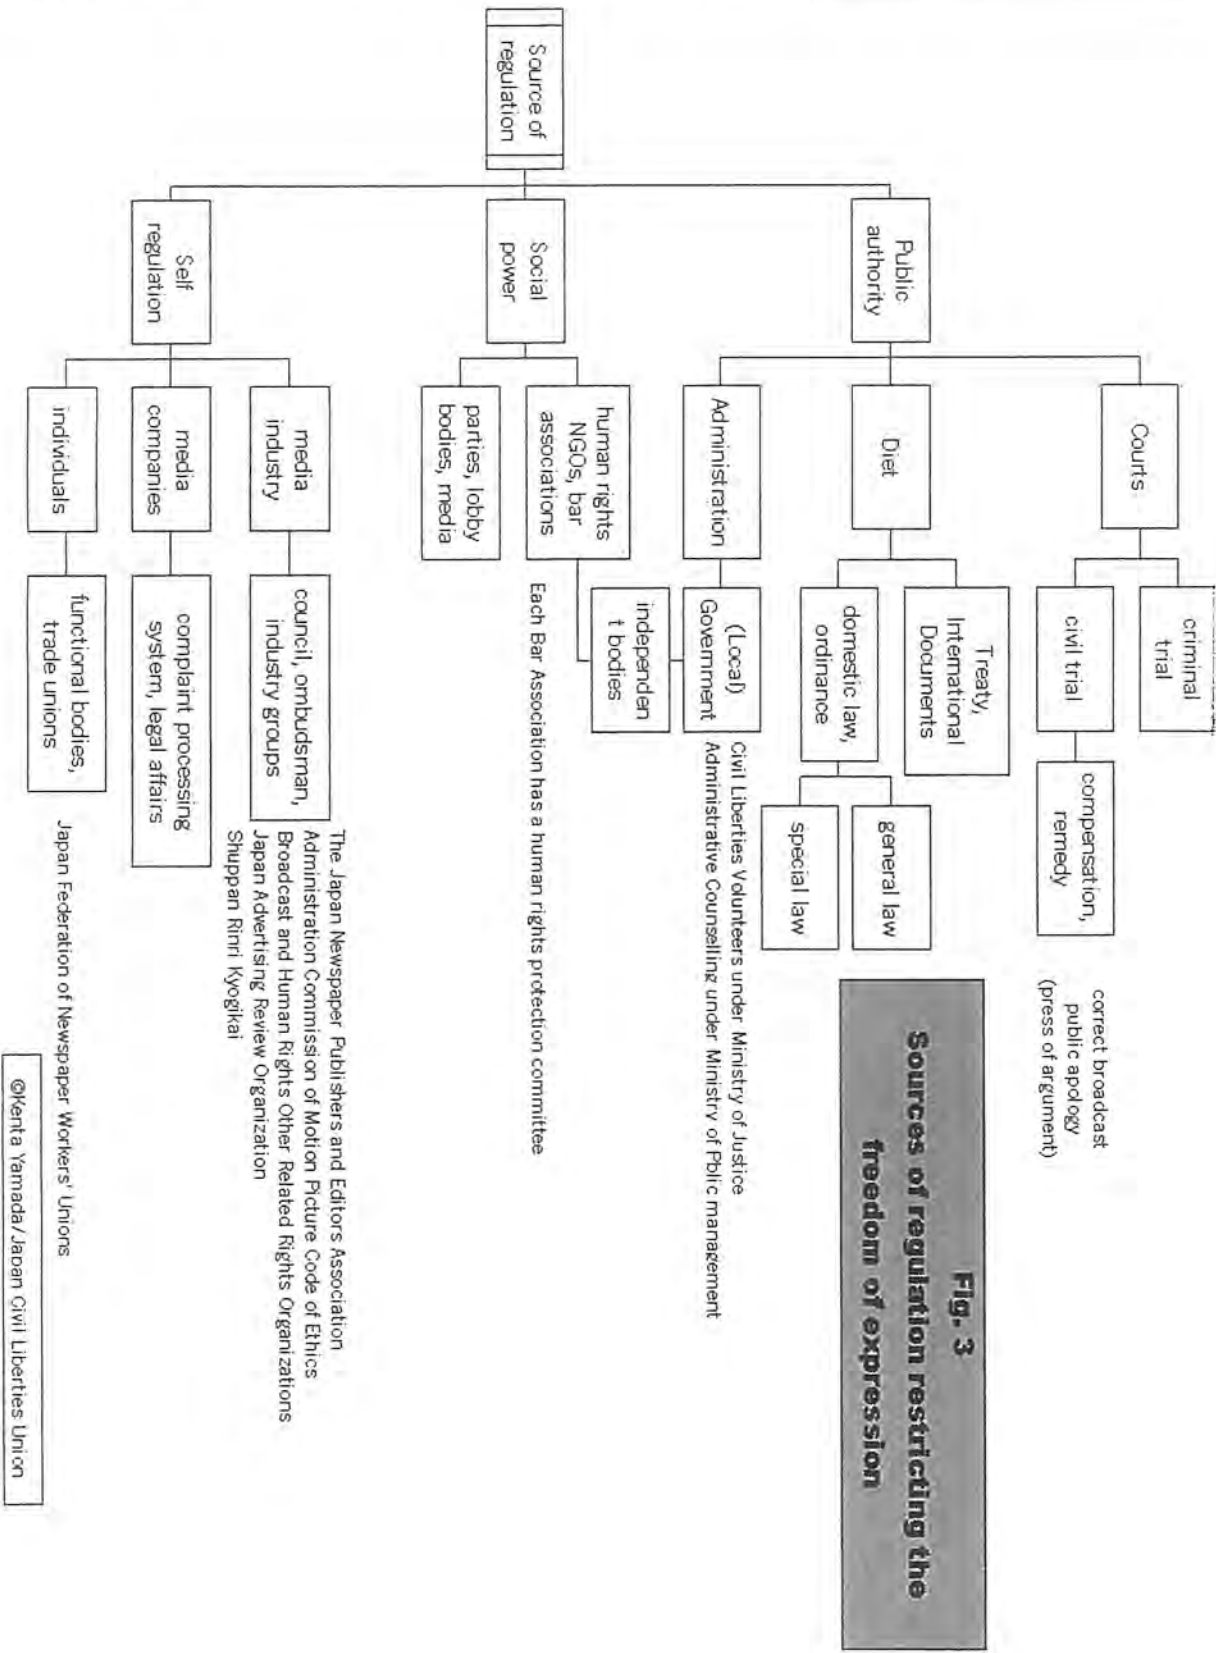 Fig. 3
Sources of regulation restricting the
freedom of expression
Source of
regulation
Public
authority
Courts
criminal
trial
civil trial
compensation,
remedy
correct broadcast
public apology
(press of argument)
Diet
Treaty,
International
Documents
domestic law,
ordinance
general law
special law
Administration
(Local)
Government
Civil Liberties Volunteers under Ministry of Justice
Administrative Counselling under Ministry of Pblic management
independen
t bodies
Social
power
human rights
NGOs, bar
associations
Each Bar Association has a human rights protection committee
parties, lobby
bodies, media
Self
regulation
media
industry
council, ombudsman,
industry groups
The Japan Newspaper Publishers and Editors Association
Administration Commission of Motion Picture Code of Ethics
Broadcast and Human Rights Other Related Rights Organizations
Japan Advertising Review Organization
Shuppan Rinri Kyogikai
media
companies
complaint processing
system, legal affairs
individuals
functional bodies,
trade unions
Japan Federation of Newspaper Workers' Unions
©Kenta Yamada/Japan Civil Liberties Union